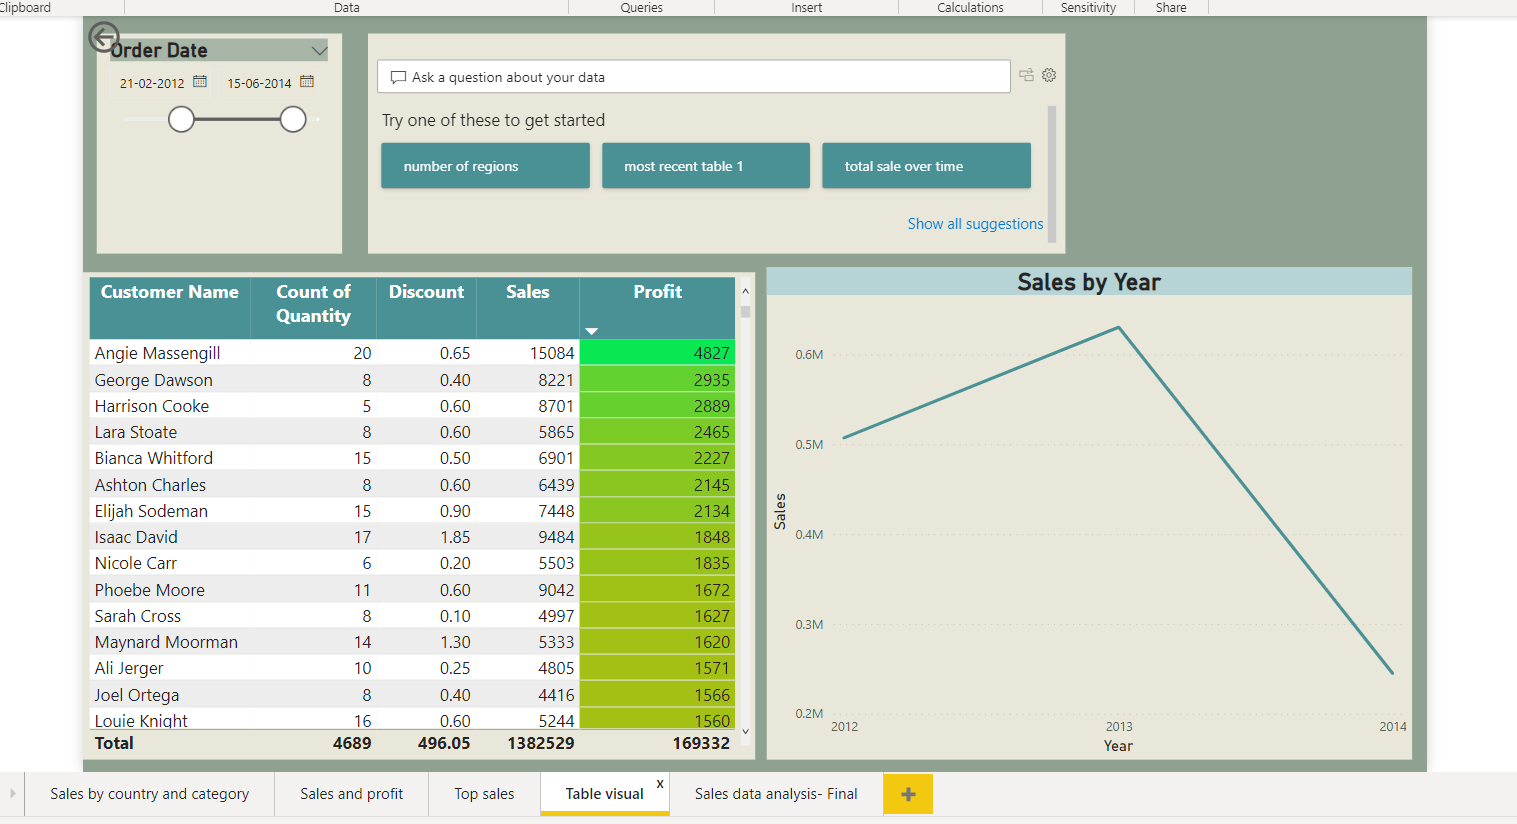 Clipboard Data Queries Insert Calculations Sensitivity Share
Order Date
21-02-2012 15-06-2014
Ask a question about your data
Try one of these to get started
number of regions most recent table 1 total sale over time
Show all suggestions
Customer Name Count of Quantity Discount Sales Profit
Angie Massengill 20 0.65 15084 4827
George Dawson 8 0.40 8221 2935
Harrison Cooke 5 0.60 8701 2889
Lara Stoate 8 0.60 5865 2465
Bianca Whitford 15 0.50 6901 2227
Ashton Charles 8 0.60 6439 2145
Elijah Sodeman 15 0.90 7448 2134
Isaac David 17 1.85 9484 1848
Nicole Carr 6 0.20 5503 1835
Phoebe Moore 11 0.60 9042 1672
Sarah Cross 8 0.10 4997 1627
Maynard Moorman 14 1.30 5333 1620
Ali Jerger 10 0.25 4805 1571
Joel Ortega 8 0.40 4416 1566
Louie Knight 16 0.60 5244 1560
Total 4689 496.05 1382529 169332
Sales by Year
0.6M
0.5M
0.4M
0.3M
0.2M
Sales
2012 2013 2014
Year
Sales by country and category Sales and profit Top sales Table visual x Sales data analysis- Final +